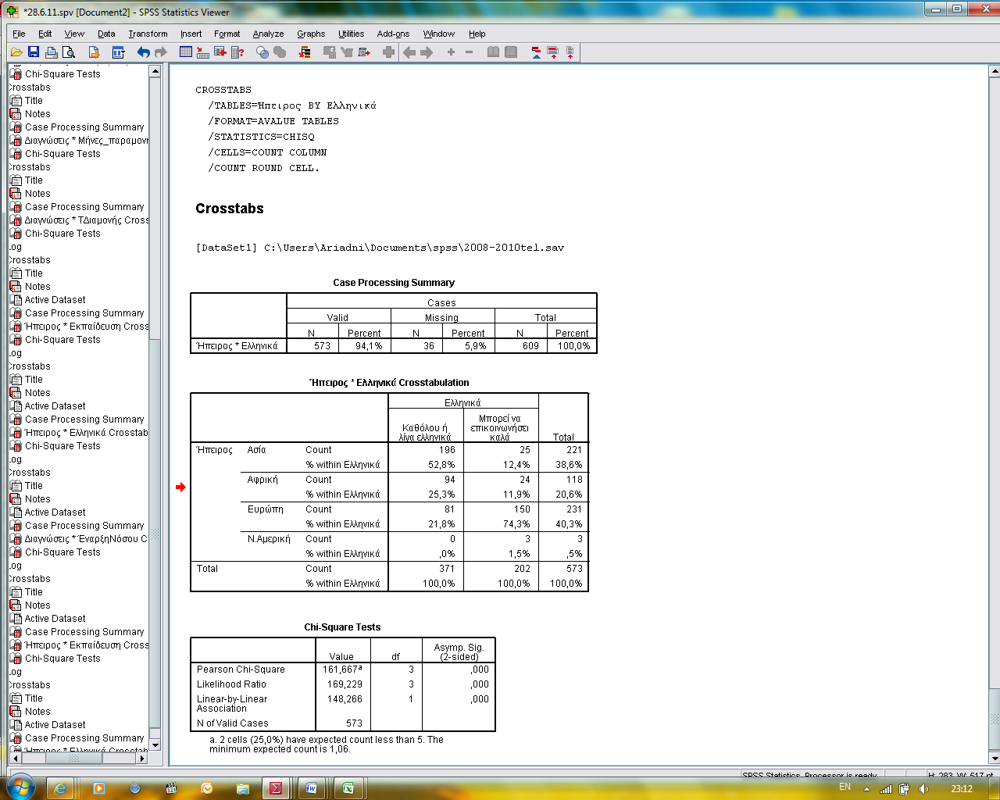 *28.6.11.spv [Document2] - SPSS Statistics Viewer
File Edit View Data Transform Insert Format Analyze Graphs Utilities Add-ons Window Help
Chi-Square Tests
Crosstabs
Title
Notes
Case Processing Summary
Διαγνώσεις * Μήνες_παραμον
Chi-Square Tests
Crosstabs
Title
Notes
Case Processing Summary
Διαγνώσεις * ΤΔιαμονής Cross
Chi-Square Tests
Log
Crosstabs
Title
Notes
Active Dataset
Case Processing Summary
Ήπειρος * Εκπαίδευση Cross
Chi-Square Tests
Log
Crosstabs
Title
Notes
Active Dataset
Case Processing Summary
Ήπειρος * Ελληνικά Crosstab
Chi-Square Tests
Log
Crosstabs
Title
Notes
Active Dataset
Case Processing Summary
Διαγνώσεις * ΈναρξηΝόσου C
Chi-Square Tests
Log
Crosstabs
Title
Notes
Active Dataset
Case Processing Summary
Ήπειρος * Εκπαίδευση Cross
Chi-Square Tests
Log
Crosstabs
Title
Notes
Active Dataset
Case Processing Summary
Ήπειρος * Ελληνικά Crosstab
CROSSTABS
/TABLES=Ήπειρος BY Ελληνικά
/FORMAT=AVALUE TABLES
/STATISTICS=CHISQ
/CELLS=COUNT COLUMN
/COUNT ROUND CELL.
Crosstabs
[DataSet1] C:\Users\Ariadni\Documents\spss\2008-2010tel.sav
Case Processing Summary
Cases
Valid Missing Total
N Percent N Percent N Percent
Ήπειρος * Ελληνικά 573 94,1% 36 5,9% 609 100,0%
Ήπειρος * Ελληνικά Crosstabulation
Ελληνικά
Καθόλου ή λίγα ελληνικά Μπορεί να επικοινωνήσει καλά Total
Ήπειρος Ασία Count 196 25 221
% within Ελληνικά 52,8% 12,4% 38,6%
Αφρική Count 94 24 118
% within Ελληνικά 25,3% 11,9% 20,6%
Ευρώπη Count 81 150 231
% within Ελληνικά 21,8% 74,3% 40,3%
Ν.Αμερική Count 0 3 3
% within Ελληνικά ,0% 1,5% ,5%
Total Count 371 202 573
% within Ελληνικά 100,0% 100,0% 100,0%
Chi-Square Tests
Value df Asymp. Sig. (2-sided)
Pearson Chi-Square 161,667ª 3 ,000
Likelihood Ratio 169,229 3 ,000
Linear-by-Linear Association 148,266 1 ,000
N of Valid Cases 573
a. 2 cells (25,0%) have expected count less than 5. The
minimum expected count is 1,06.
SPSS Statistics Processor is ready H: 283, W: 517 pt
EN 23:12